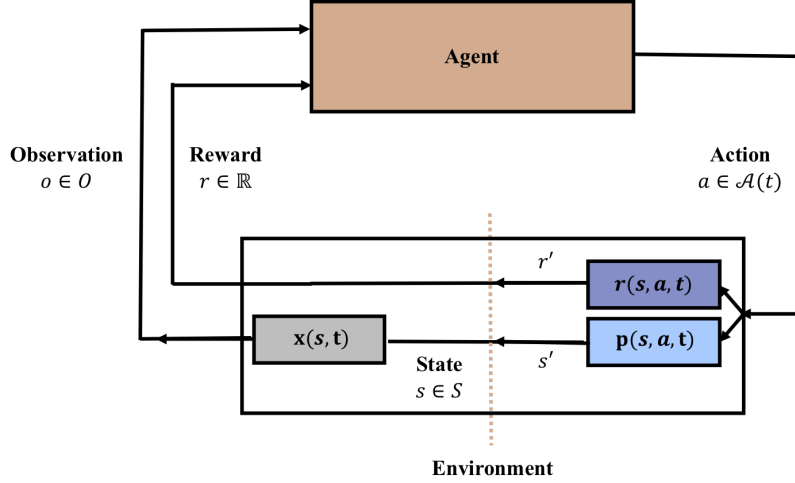 Agent
Observation
o ∈ O
Reward
r ∈ ℝ
Action
a ∈ 𝒜(t)
r′
r(s, a, t)
x(s, t)
p(s, a, t)
s′
State
s ∈ S
Environment